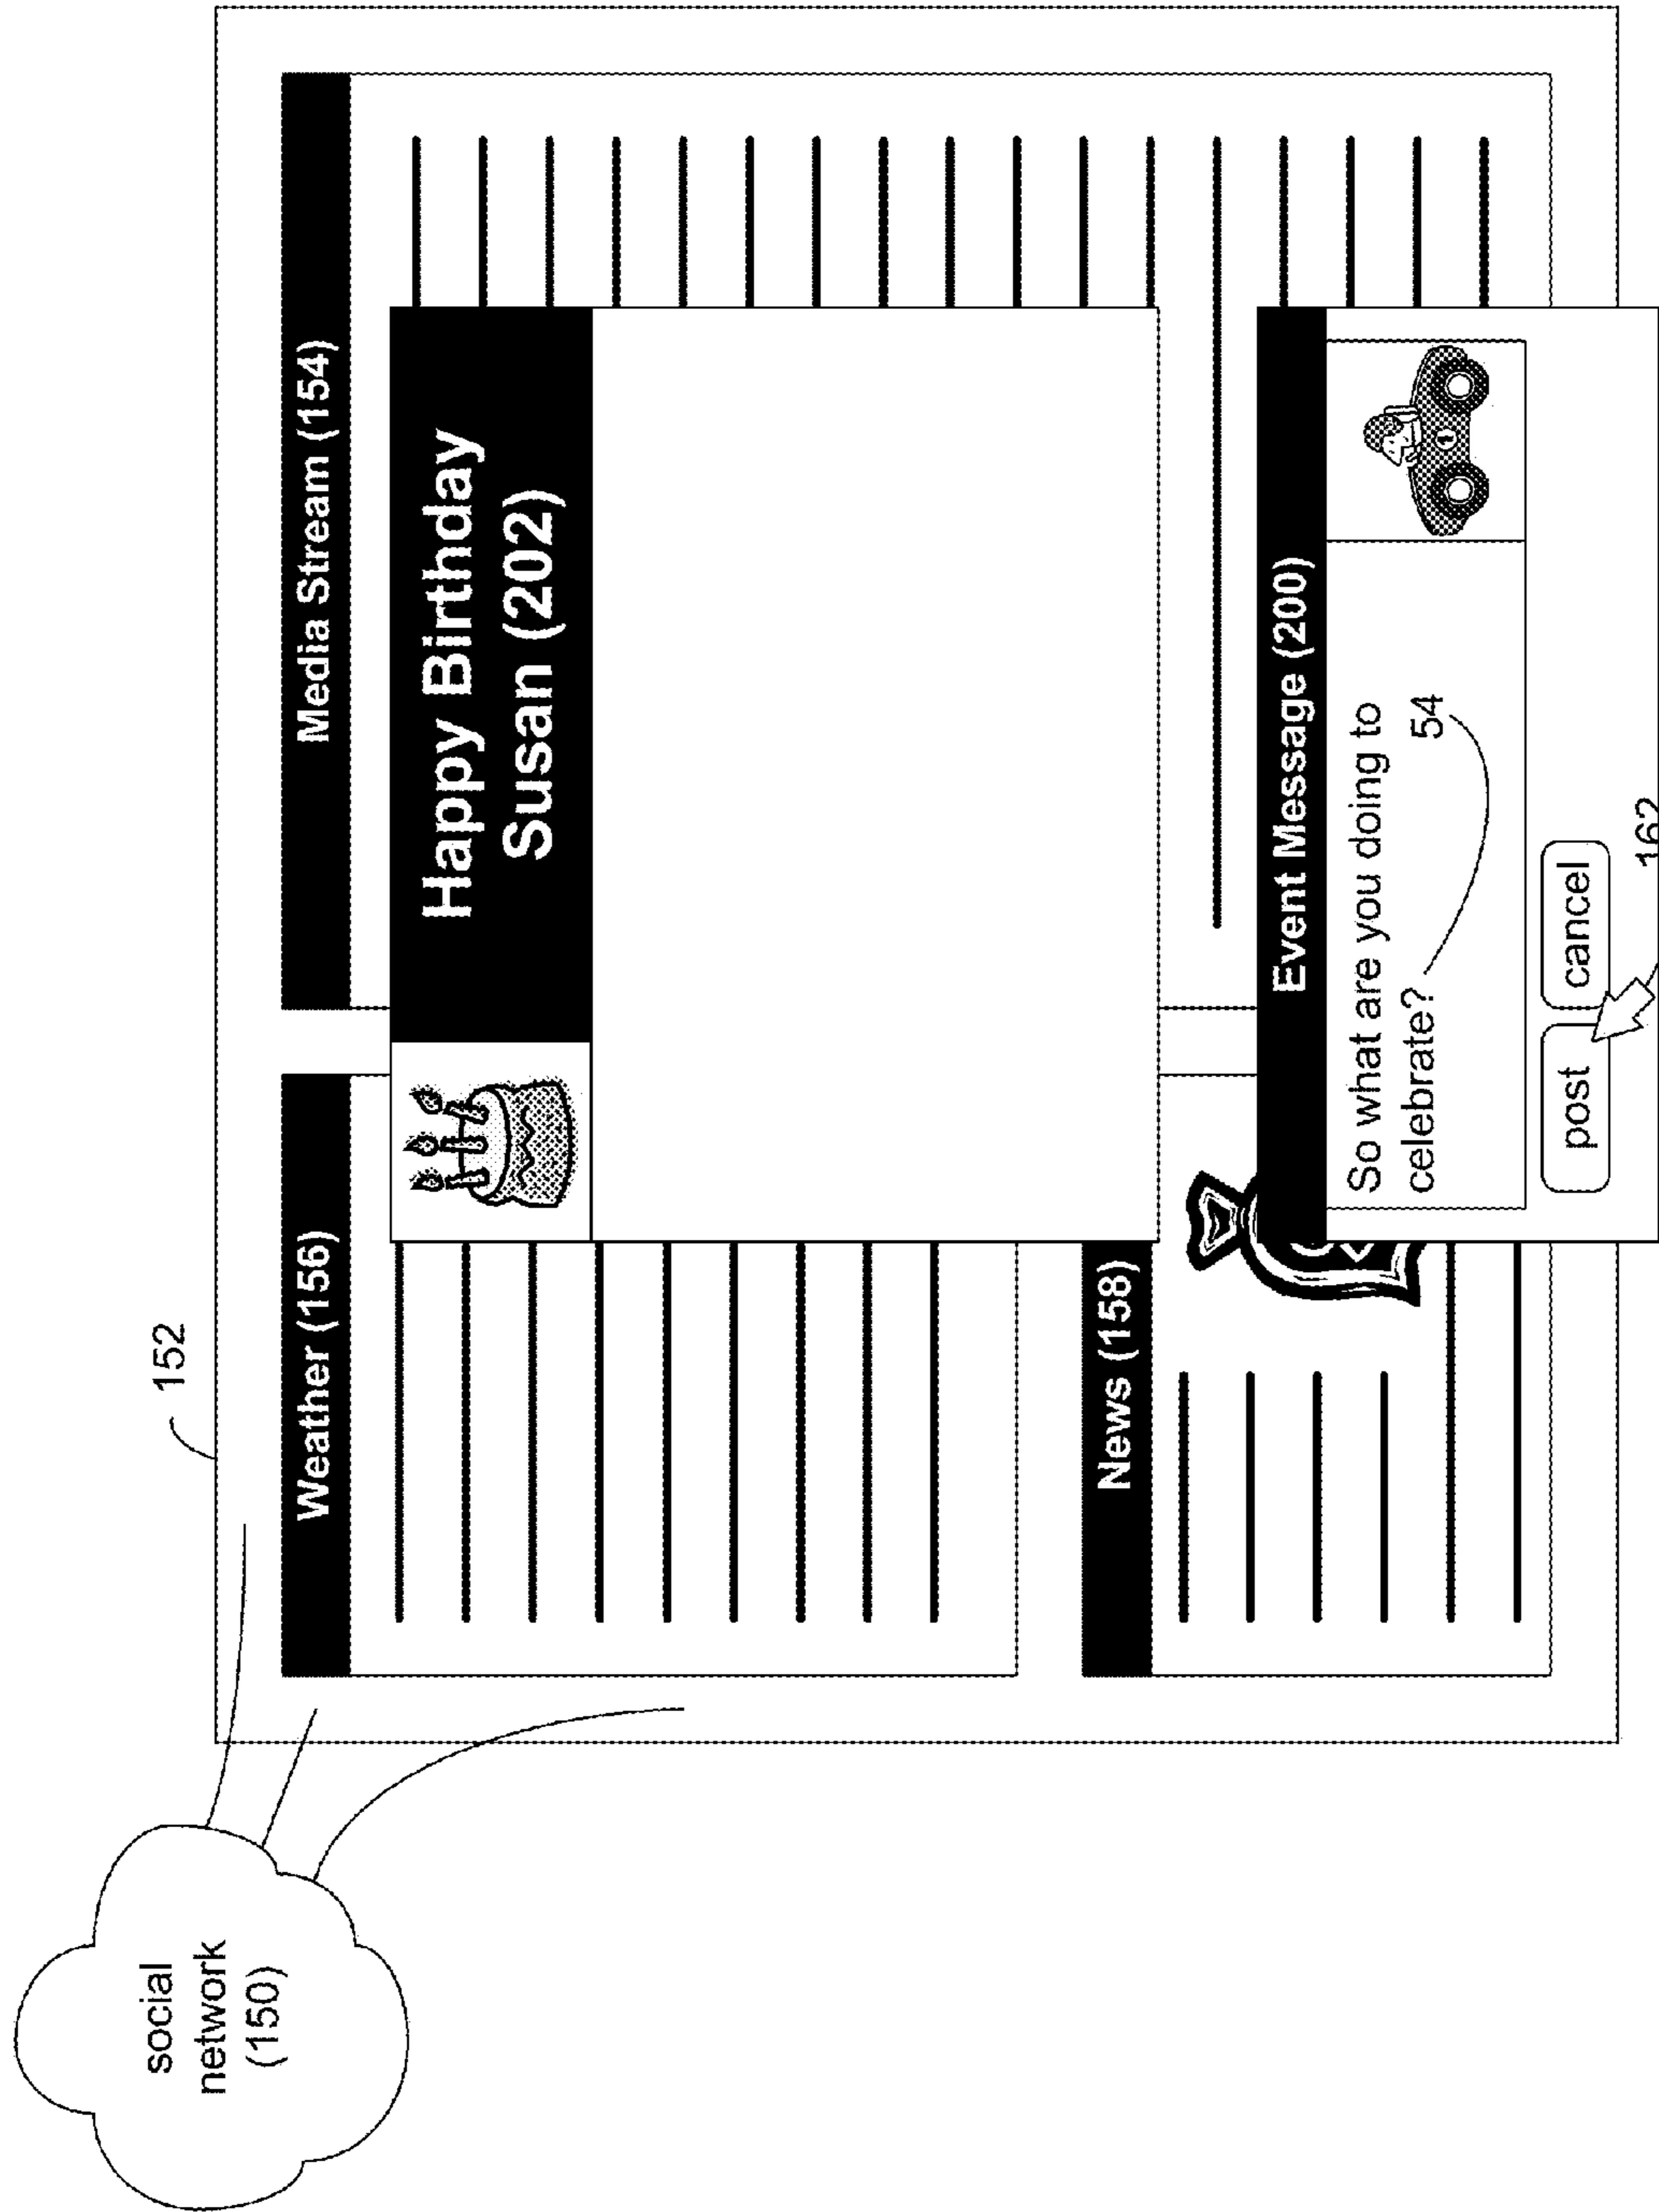 social
network
(150)
152
Weather (156)
Media Stream (154)
Happy Birthday
Susan (202)
News (158)
Event Message (200)
So what are you doing to
celebrate?
54
post
cancel
162